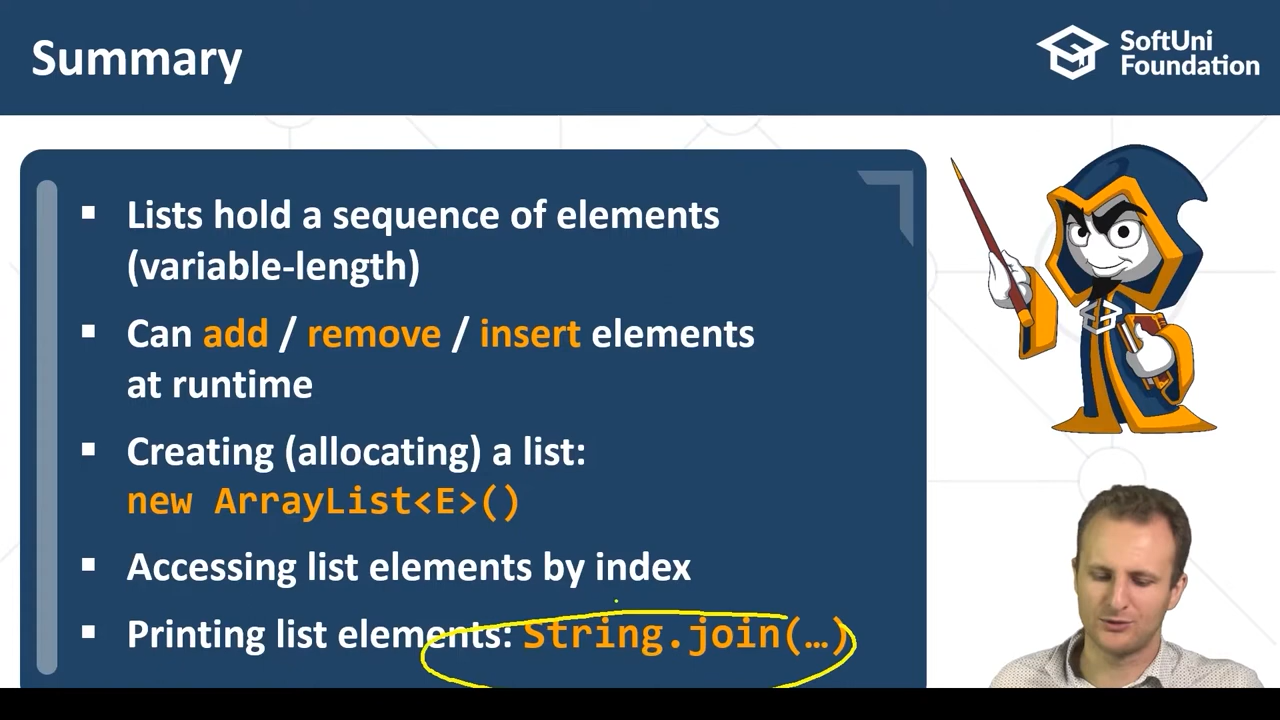 Summary
SoftUni
Foundation
▪ Lists hold a sequence of elements
(variable-length)
▪ Can add / remove / insert elements
at runtime
▪ Creating (allocating) a list:
new ArrayList<E>()
▪ Accessing list elements by index
▪ Printing list elements: String.join(…)